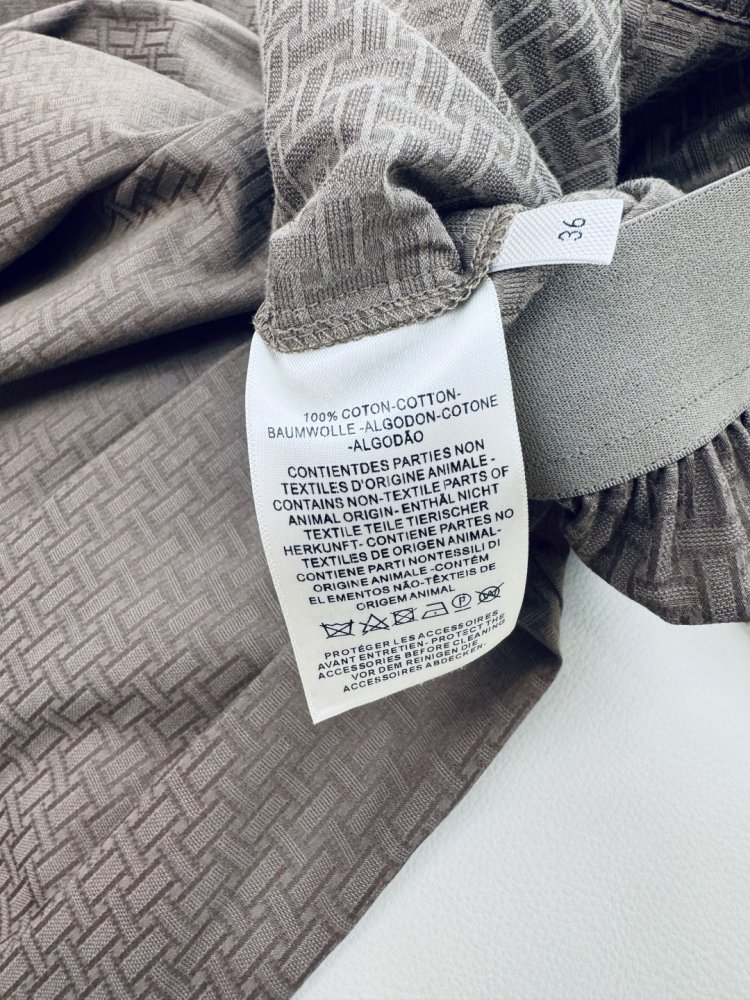 36
100% COTON-COTTON-
BAUMWOLLE -ALGODON-COTONE
-ALGODÃO
CONTIENTDES PARTIES NON
TEXTILES D'ORIGINE ANIMALE -
CONTAINS NON-TEXTILE PARTS OF
ANIMAL ORIGIN- ENTHÄL NICHT
TEXTILE TEILE TIERISCHER
HERKUNFT- CONTIENE PARTES NO
TEXTILES DE ORIGEN ANIMAL-
CONTIENE PARTI NONTESSILI DI
ORIGINE ANIMALE -CONTÉM
EL EMENTOS NÃO-TÊXTEIS DE
ORIGEM ANIMAL
P
PROTÉGER LES ACCESSOIRES
AVANT ENTRETIEN- PROTECT THE
ACCESSORIES BEFORE CLEANING
VOR DEM REINIGEN DIE
ACCESSOIRES ABDECKEN-